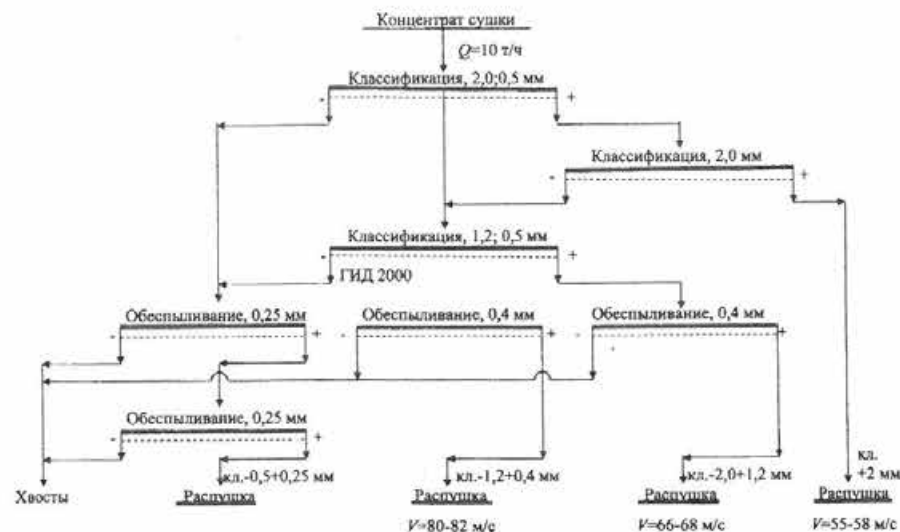 Концентрат сушки
Q=10 т/ч
Классификация, 2,0;0,5 мм
- +
Классификация, 2,0 мм
- +
Классификация, 1,2; 0,5 мм
- +
ГИД 2000
Обеспыливание, 0,25 мм
Обеспыливание, 0,4 мм
Обеспыливание, 0,4 мм
- + - + - +
Обеспыливание, 0,25 мм
- +
кл.
+2 мм
кл.-0,5+0,25 мм
кл.-1,2+0,4 мм
кл.-2,0+1,2 мм
Хвосты
Распушка
Распушка
Распушка
Распушки
V=80-82 м/с
V=66-68 м/с
V=55-58 м/с